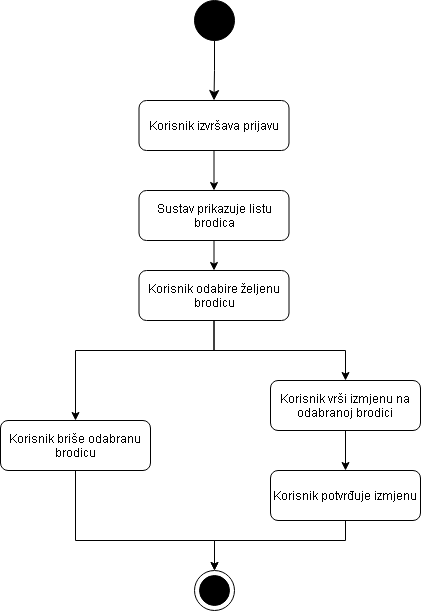 Korisnik izvršava prijavu
Sustav prikazuje listu
brodica
Korisnik odabire željenu
brodicu
Korisnik vrši izmjenu na
odabranoj brodici
Korisnik briše odabranu
brodicu
Korisnik potvrđuje izmjenu